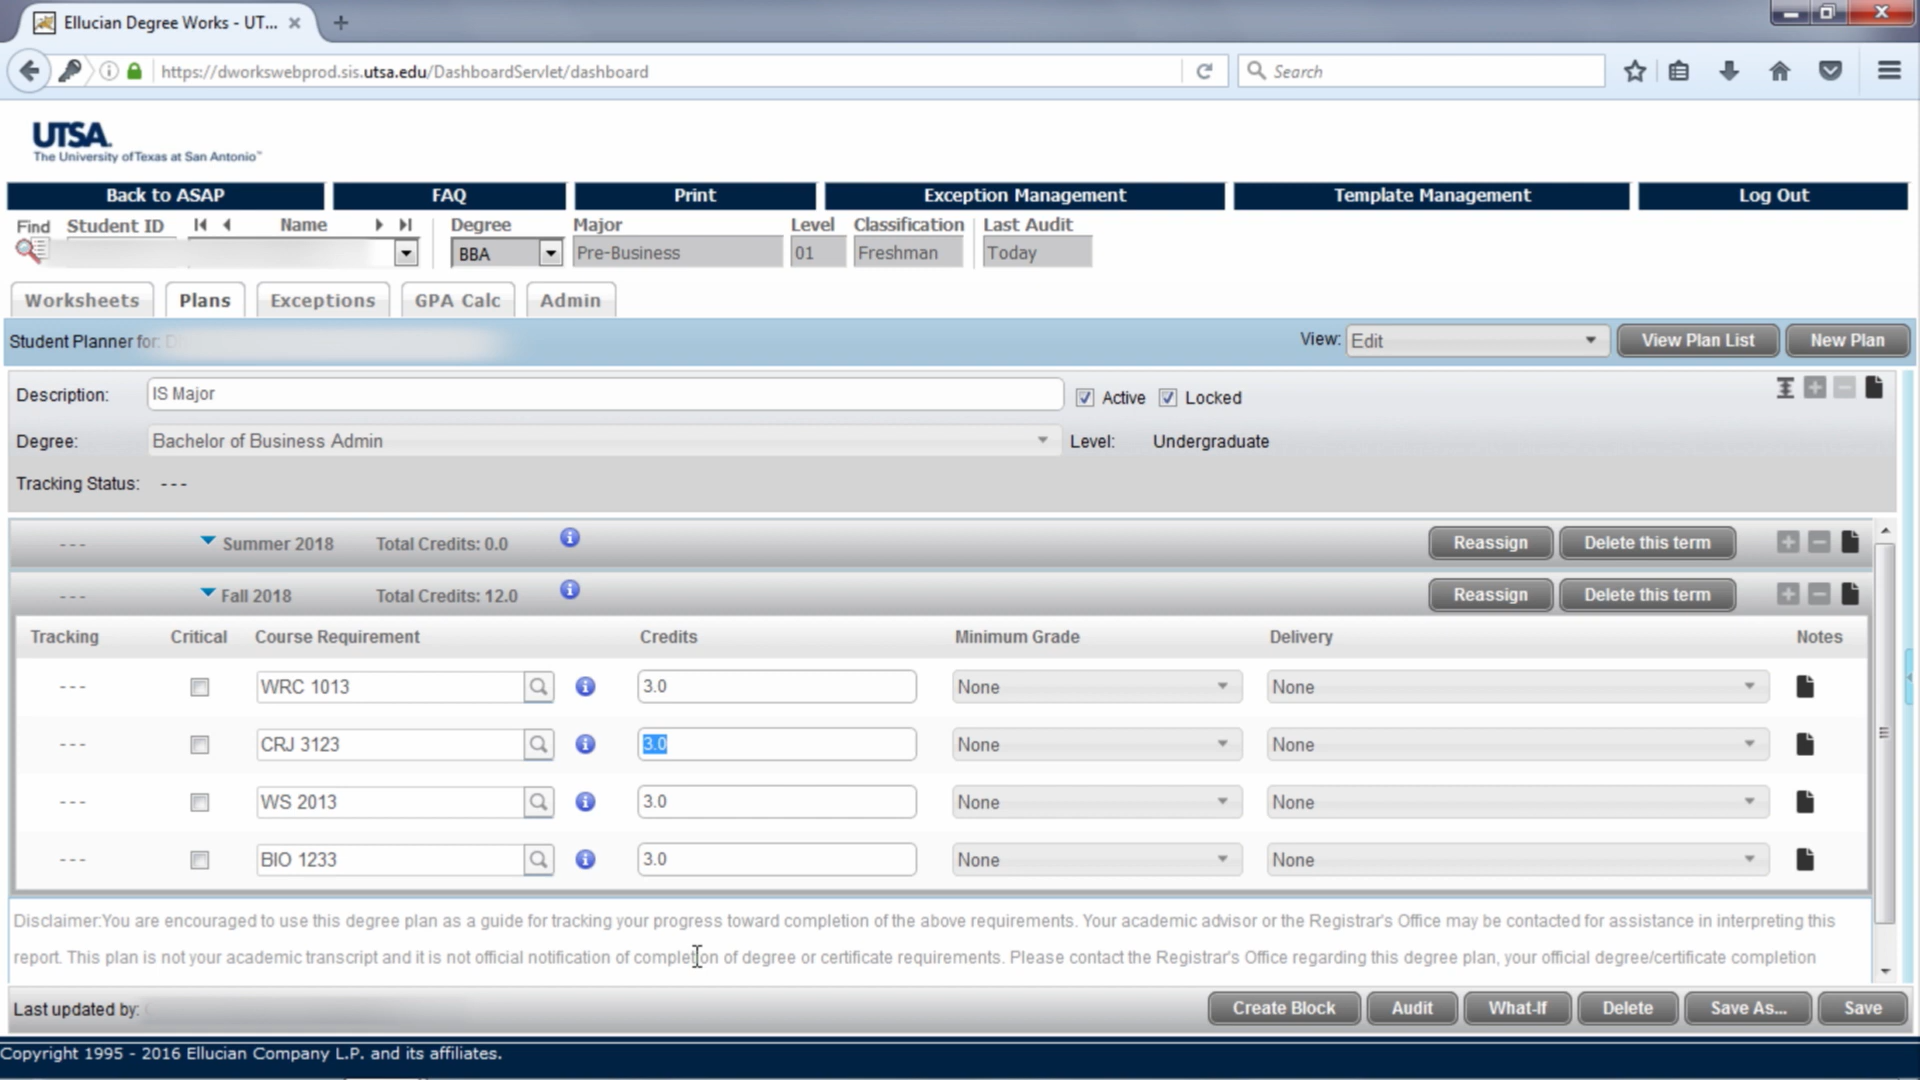 Ellucian Degree Works - UT...
https://dworkswebprod.sis.utsa.edu/DashboardServlet/dashboard
Search
UTSA.
The University of Texas at San Antonio™
Back to ASAP FAQ Print Exception Management Template Management Log Out
Find Student ID Name Degree Major Level Classification Last Audit
BBA Pre-Business 01 Freshman Today
Worksheets Plans Exceptions GPA Calc Admin
Student Planner for: View: Edit View Plan List New Plan
Description: IS Major Active Locked
Degree: Bachelor of Business Admin Level: Undergraduate
Tracking Status: ---
--- Summer 2018 Total Credits: 0.0 Reassign Delete this term
--- Fall 2018 Total Credits: 12.0 Reassign Delete this term
Tracking Critical Course Requirement Credits Minimum Grade Delivery Notes
--- WRC 1013 3.0 None None
--- CRJ 3123 3.0 None None
--- WS 2013 3.0 None None
--- BIO 1233 3.0 None None
Disclaimer:You are encouraged to use this degree plan as a guide for tracking your progress toward completion of the above requirements. Your academic advisor or the Registrar's Office may be contacted for assistance in interpreting this
report. This plan is not your academic transcript and it is not official notification of completion of degree or certificate requirements. Please contact the Registrar's Office regarding this degree plan, your official degree/certificate completion
Last updated by: Create Block Audit What-If Delete Save As... Save
Copyright 1995 - 2016 Ellucian Company L.P. and its affiliates.